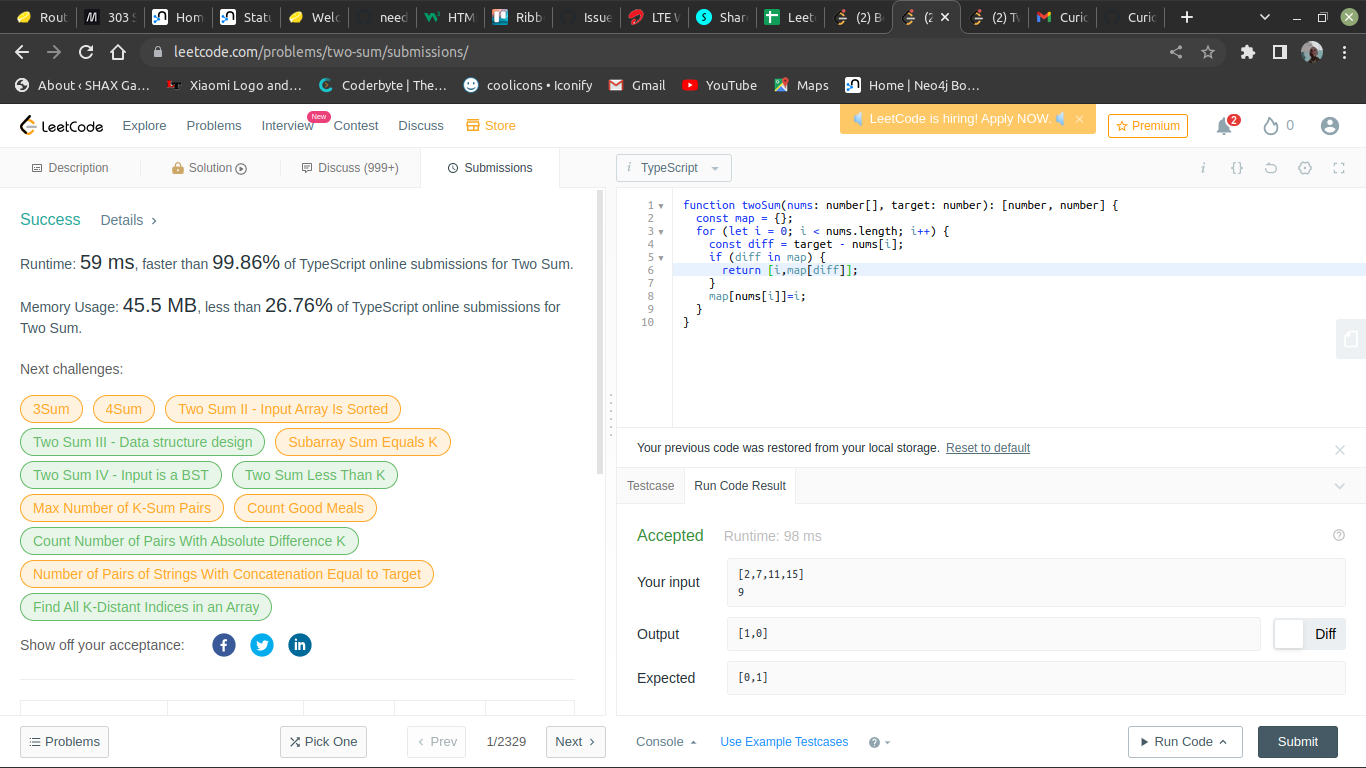 Rout
303 S
Hom
Statu
Welc
need
HTM
Ribb
Issue
LTE W
Shar
Leet
(2) B
(2
(2) Tw
Curic
Curic
leetcode.com/problems/two-sum/submissions/
About ‹ SHAX Ga…
Xiaomi Logo and…
Coderbyte | The…
coolicons • Iconify
Gmail
YouTube
Maps
Home | Neo4j Bo…
LeetCode
Explore
Problems
Interview
New
Contest
Discuss
Store
LeetCode is hiring! Apply NOW.
Premium
2
0
Description
Solution
Discuss (999+)
Submissions
i TypeScript
Success
Details
Runtime: 59 ms, faster than 99.86% of TypeScript online submissions for Two Sum.
Memory Usage: 45.5 MB, less than 26.76% of TypeScript online submissions for
Two Sum.
Next challenges:
3Sum
4Sum
Two Sum II - Input Array Is Sorted
Two Sum III - Data structure design
Subarray Sum Equals K
Two Sum IV - Input is a BST
Two Sum Less Than K
Max Number of K-Sum Pairs
Count Good Meals
Count Number of Pairs With Absolute Difference K
Number of Pairs of Strings With Concatenation Equal to Target
Find All K-Distant Indices in an Array
Show off your acceptance:
1 function twoSum(nums: number[], target: number): [number, number] {
2 const map = {};
3 for (let i = 0; i < nums.length; i++) {
4 const diff = target - nums[i];
5 if (diff in map) {
6 return [i,map[diff]];
7 }
8 map[nums[i]]=i;
9 }
10 }
Your previous code was restored from your local storage. Reset to default
Testcase
Run Code Result
Accepted
Runtime: 98 ms
Your input
[2,7,11,15]
9
Output
[1,0]
Diff
Expected
[0,1]
Problems
Pick One
Prev
1/2329
Next
Console
Use Example Testcases
Run Code
Submit